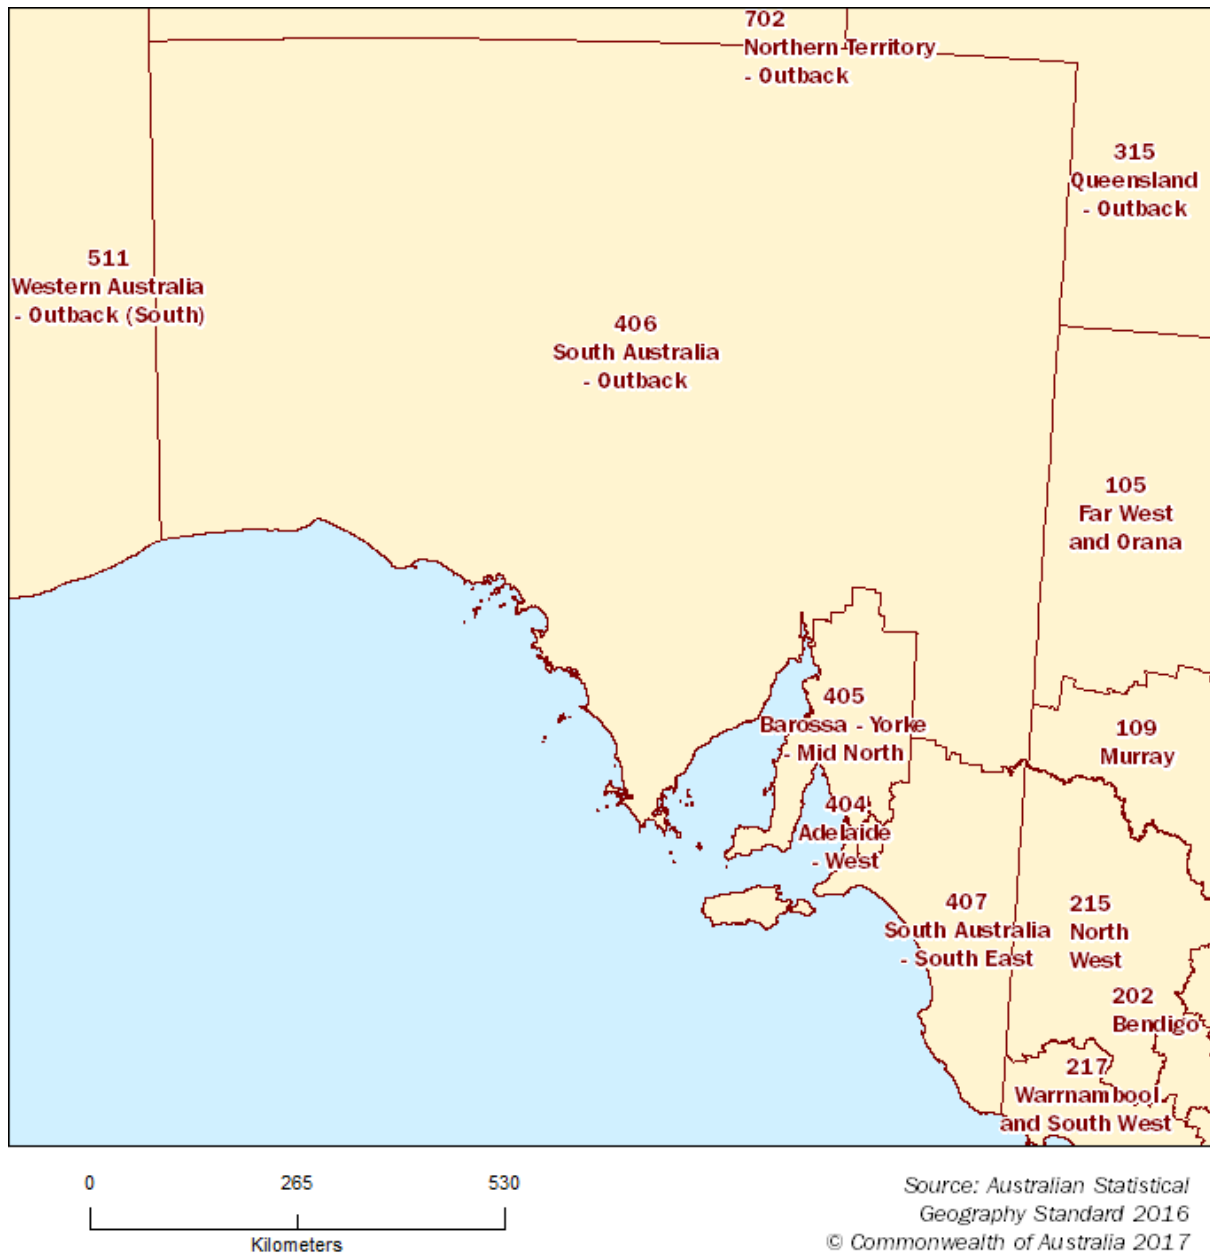 702
Northern Territory
- Outback
315
Queensland
- Outback
511
Western Australia
- Outback (South)
406
South Australia
- Outback
105
Far West
and Orana
405
Barossa - Yorke
- Mid North
109
Murray
404
Adelaide
- West
407
South Australia
- South East
215
North
West
202
Bendigo
217
Warrnambool
and South West
0 265 530
Kilometers
Source: Australian Statistical
Geography Standard 2016
© Commonwealth of Australia 2017